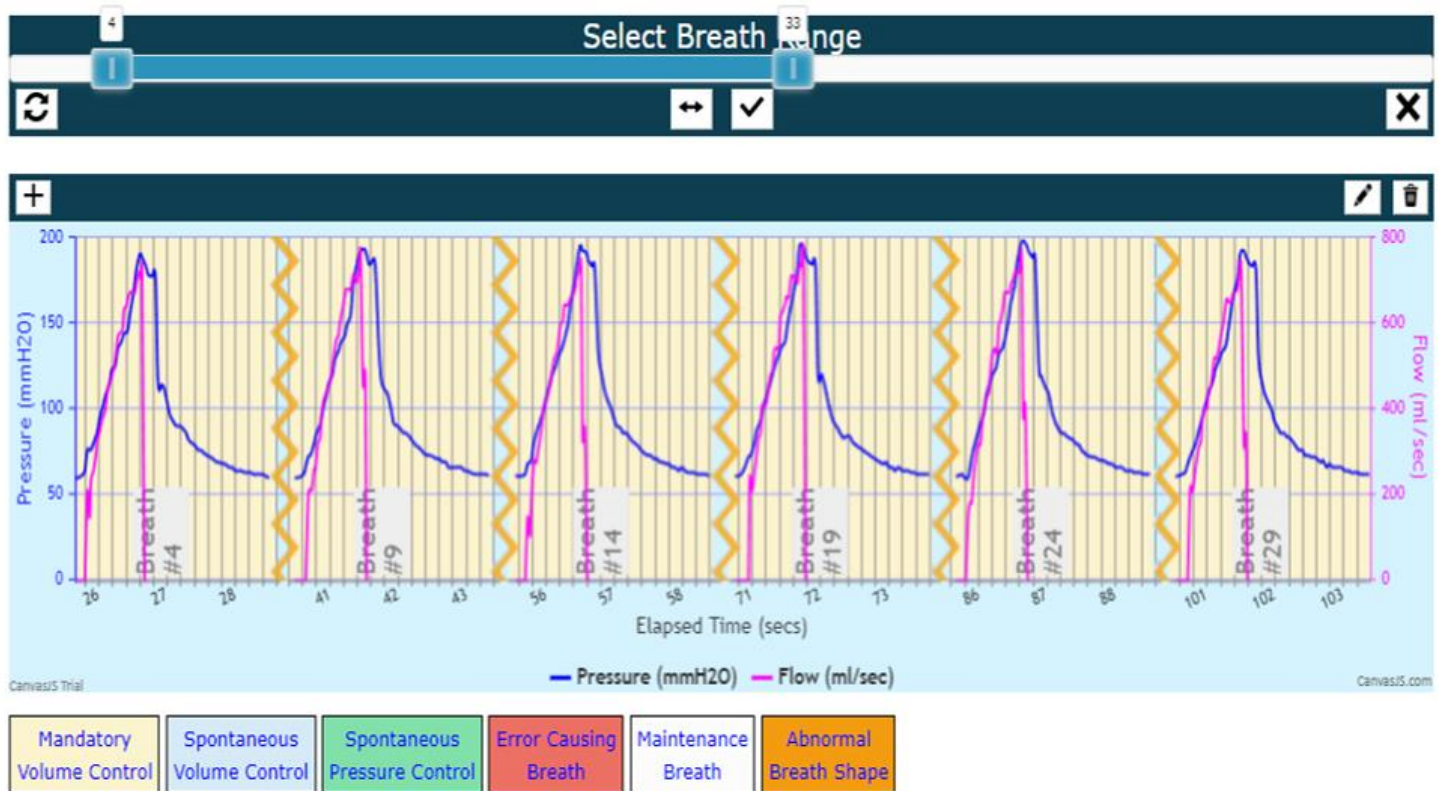 4
33
Select Breath Range
200
150
100
50
0
Pressure (mmH2O)
800
600
400
200
0
Flow (ml/sec)
Breath #4
Breath #9
Breath #14
Breath #19
Breath #24
Breath #29
26 27 28 41 42 43 56 57 58 71 72 73 86 87 88 101 102 103
Elapsed Time (secs)
Pressure (mmH2O) Flow (ml/sec)
CanvasJS Trial
CanvasJS.com
Mandatory
Volume Control
Spontaneous
Volume Control
Spontaneous
Pressure Control
Error Causing
Breath
Maintenance
Breath
Abnormal
Breath Shape